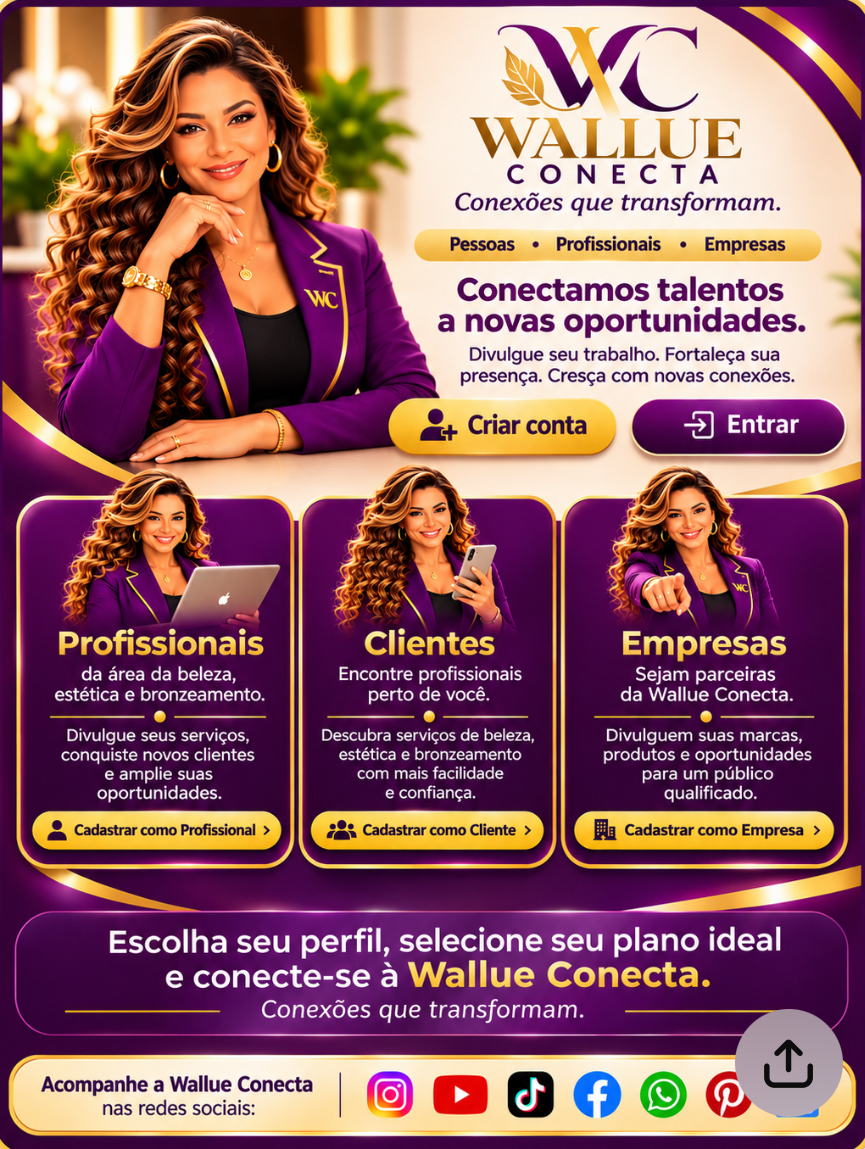 WC
WALLUE
CONECTA
Conexões que transformam.
Pessoas • Profissionais • Empresas
Conectamos talentos
a novas oportunidades.
Divulgue seu trabalho. Fortaleça sua
presença. Cresça com novas conexões.
WC
Criar conta
Entrar
WC
Profissionais
da área da beleza,
estética e bronzeamento.
Divulgue seus serviços,
conquiste novos clientes
e amplie suas
oportunidades.
Cadastrar como Profissional >
Clientes
Encontre profissionais
perto de você.
Descubra serviços de beleza,
estética e bronzeamento
com mais facilidade
e confiança.
Cadastrar como Cliente >
Empresas
Sejam parceiras
da Wallue Conecta.
Divulguem suas marcas,
produtos e oportunidades
para um público
qualificado.
Cadastrar como Empresa >
Escolha seu perfil, selecione seu plano ideal
e conecte-se à Wallue Conecta.
Conexões que transformam.
Acompanhe a Wallue Conecta
nas redes sociais: